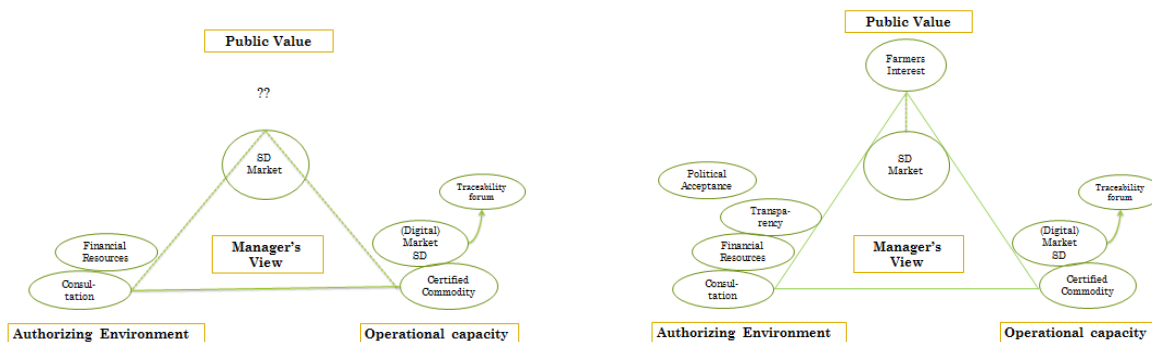 Public Value
??
SD
Market
Traceability
forum
(Digital)
Market
SD
Financial
Resources
Manager's
View
Consul-
tation
Certified
Commodity
Authorizing Environment
Operational capacity
Public Value
Farmers
Interest
SD
Market
Political
Acceptance
Traceability
forum
Transpa-
rency
(Digital)
Market
SD
Financial
Resources
Manager's
View
Consul-
tation
Certified
Commodity
Authorizing Environment
Operational capacity